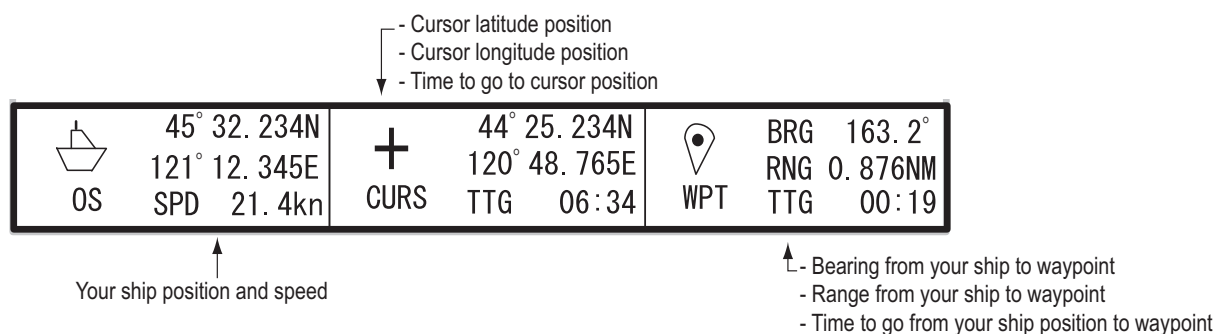 - Cursor latitude position
- Cursor longitude position
- Time to go to cursor position
OS
45° 32. 234N
121° 12. 345E
SPD 21. 4kn
CURS
44° 25. 234N
120° 48. 765E
TTG 06:34
WPT
BRG 163. 2°
RNG 0. 876NM
TTG 00:19
Your ship position and speed
- Bearing from your ship to waypoint
- Range from your ship to waypoint
- Time to go from your ship position to waypoint